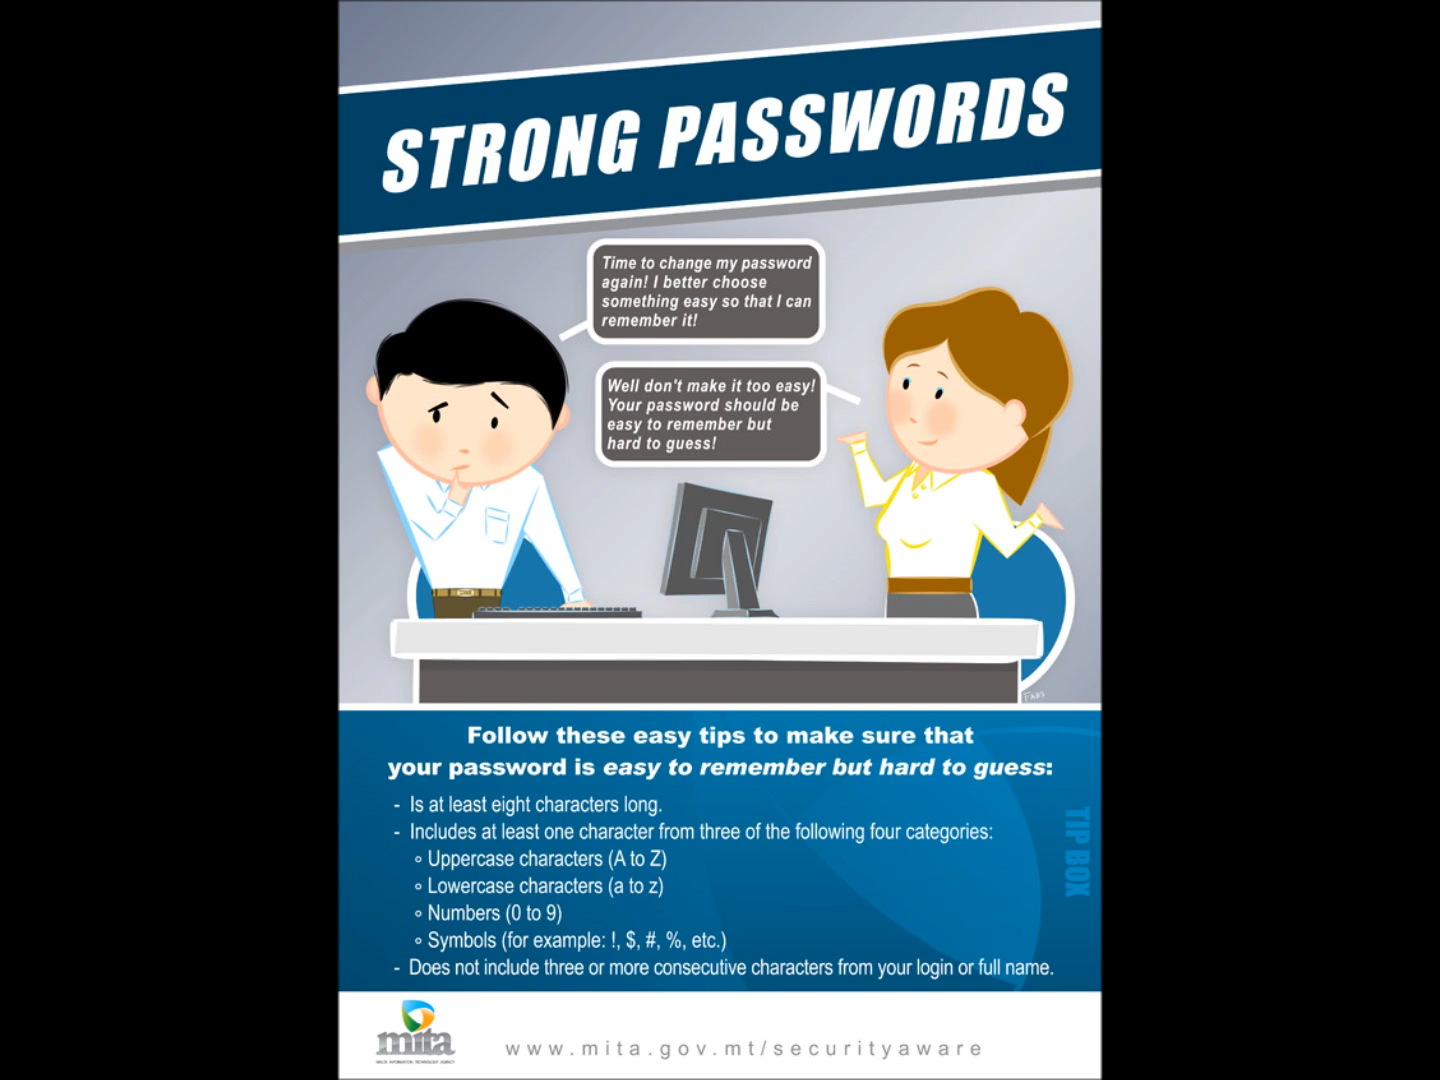 STRONG PASSWORDS
Time to change my password
again! I better choose
something easy so that I can
remember it!
Well don't make it too easy!
Your password should be
easy to remember but
hard to guess!
FABS
Follow these easy tips to make sure that
your password is easy to remember but hard to guess:
- Is at least eight characters long.
- Includes at least one character from three of the following four categories:
∘ Uppercase characters (A to Z)
∘ Lowercase characters (a to z)
∘ Numbers (0 to 9)
∘ Symbols (for example: !, $, #, %, etc.)
- Does not include three or more consecutive characters from your login or full name.
TIP BOX
mita
MALTA INFORMATION TECHNOLOGY AGENCY
www.mita.gov.mt/securityaware